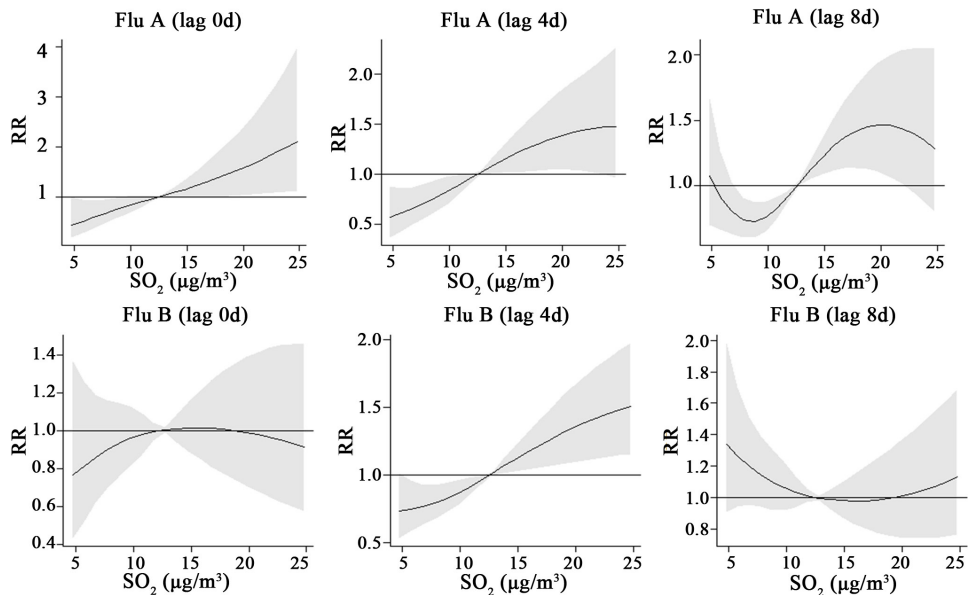 Flu A (lag 0d)
4
3
2
1
RR
5 10 15 20 25
SO₂ (μg/m³)
Flu A (lag 4d)
2.0
1.5
1.0
0.5
RR
5 10 15 20 25
SO₂ (μg/m³)
Flu A (lag 8d)
2.0
1.5
1.0
RR
5 10 15 20 25
SO₂ (μg/m³)
Flu B (lag 0d)
1.4
1.2
1.0
0.8
0.6
0.4
RR
5 10 15 20 25
SO₂ (μg/m³)
Flu B (lag 4d)
2.0
1.5
1.0
0.5
RR
5 10 15 20 25
SO₂ (μg/m³)
Flu B (lag 8d)
2.0
1.8
1.6
1.4
1.2
1.0
0.8
RR
5 10 15 20 25
SO₂ (μg/m³)